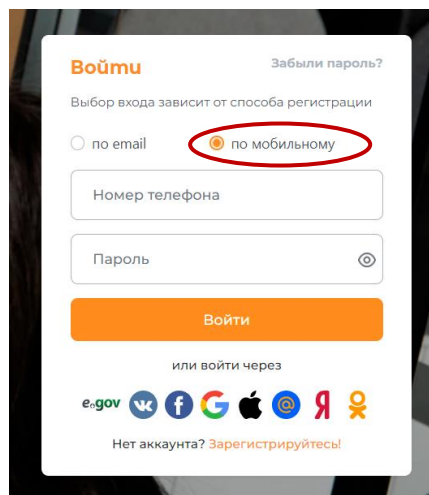 Войти
Забыли пароль?
Выбор входа зависит от способа регистрации
по email
по мобильному
Номер телефона
Пароль
Войти
или войти через
e.gov
Нет аккаунта? Зарегистрируйтесь!